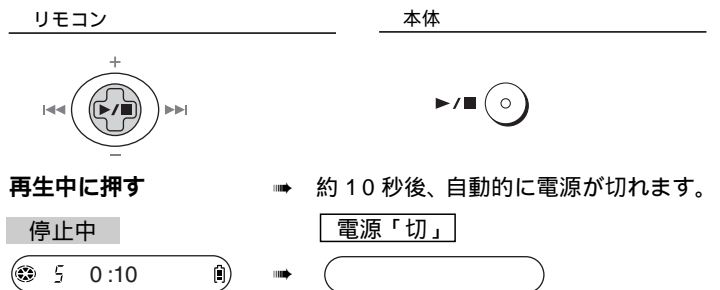 リモコン
本体
+
⏮ ►/■ ⏭
−
►/■
再生中に押す ➠ 約10秒後、自動的に電源が切れます。
停止中 電源「切」
5 0:10 ➠